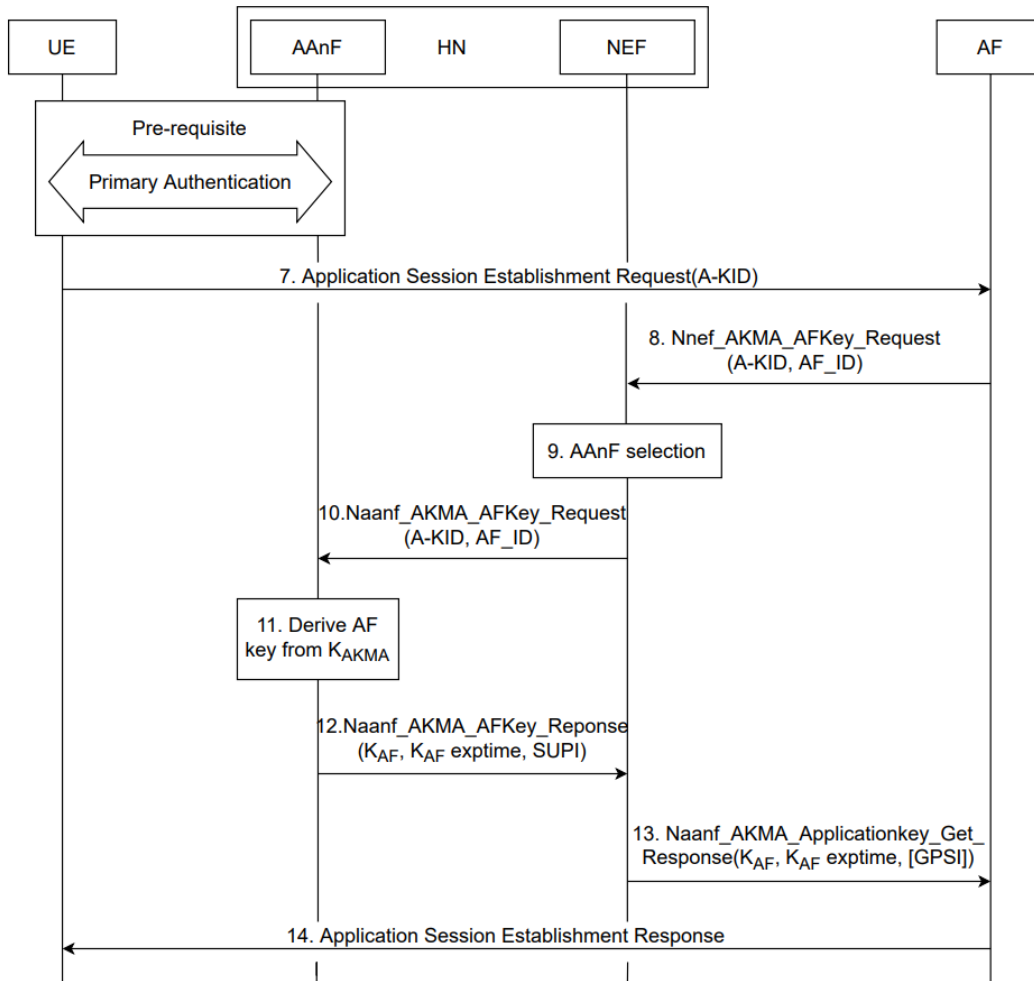 UE
AAnF
HN
NEF
AF
Pre-requisite
Primary Authentication
7. Application Session Establishment Request(A-KID)
8. Nnef_AKMA_AFKey_Request
(A-KID, AF_ID)
9. AAnF selection
10.Naanf_AKMA_AFKey_Request
(A-KID, AF_ID)
11. Derive AF
key from KAKMA
12.Naanf_AKMA_AFKey_Reponse
(KAF, KAF exptime, SUPI)
13. Naanf_AKMA_Applicationkey_Get_
Response(KAF, KAF exptime, [GPSI])
14. Application Session Establishment Response